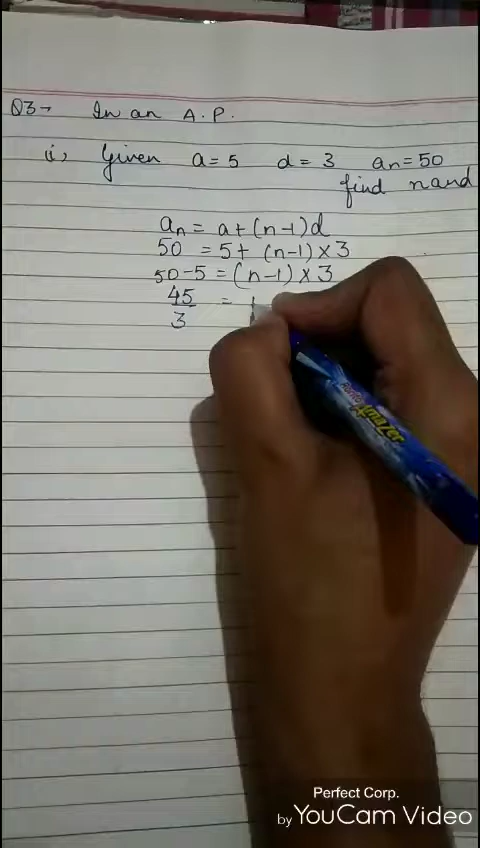 Q3→ In an A.P.
(i) Given a=5 d=3 an=50
find n and
an = a+(n-1)d
50 = 5+(n-1)×3
50-5=(n-1)×3
45/3 =
Amazer
Perfect Corp.
by YouCam Video